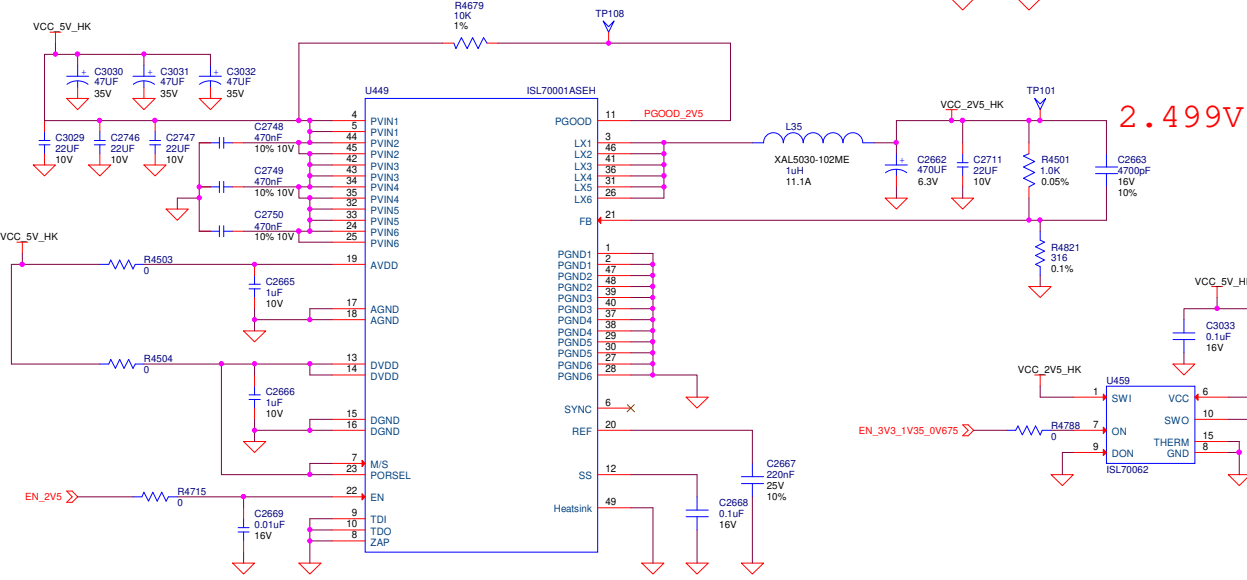 VCC_5V_HK
C3030
47UF
35V
C3031
47UF
35V
C3032
47UF
35V
C3029
22UF
10V
C2746
22UF
10V
C2747
22UF
10V
R4679
10K
1%
TP108
U449
ISL70001ASEH
C2748
470nF
10% 10V
C2749
470nF
10% 10V
C2750
470nF
10% 10V
4 PVIN1
5 PVIN1
44 PVIN2
45 PVIN2
42 PVIN3
43 PVIN3
34 PVIN4
35 PVIN4
32 PVIN5
33 PVIN5
24 PVIN6
25 PVIN6
19 AVDD
17 AGND
18 AGND
13 DVDD
14 DVDD
15 DGND
16 DGND
7 M/S
23 PORSEL
22 EN
9 TDI
10 TDO
8 ZAP
VCC_5V_HK
R4503
0
C2665
1uF
10V
R4504
0
C2666
1uF
10V
EN_2V5
R4715
0
C2669
0.01uF
16V
PGOOD 11
PGOOD_2V5
LX1 3
LX2 46
LX3 41
LX4 36
LX5 31
LX6 26
FB 21
PGND1 1
PGND1 2
PGND2 47
PGND2 48
PGND3 39
PGND3 40
PGND4 37
PGND4 38
PGND5 29
PGND5 30
PGND6 27
PGND6 28
SYNC 6
REF 20
SS 12
Heatsink 49
C2667
220nF
25V
10%
C2668
0.1uF
16V
L35
XAL5030-102ME
1uH
11.1A
VCC_2V5_HK
TP101
2.499V
C2662
470UF
6.3V
C2711
22UF
10V
R4501
1.0K
0.05%
C2663
4700pF
16V
10%
R4821
316
0.1%
VCC_5V_H
C3033
0.1uF
16V
VCC_2V5_HK
U459
1 SWI
7 ON
9 DON
VCC 6
SWO 10
THERM 15
GND 8
ISL70062
EN_3V3_1V35_0V675
R4788
0